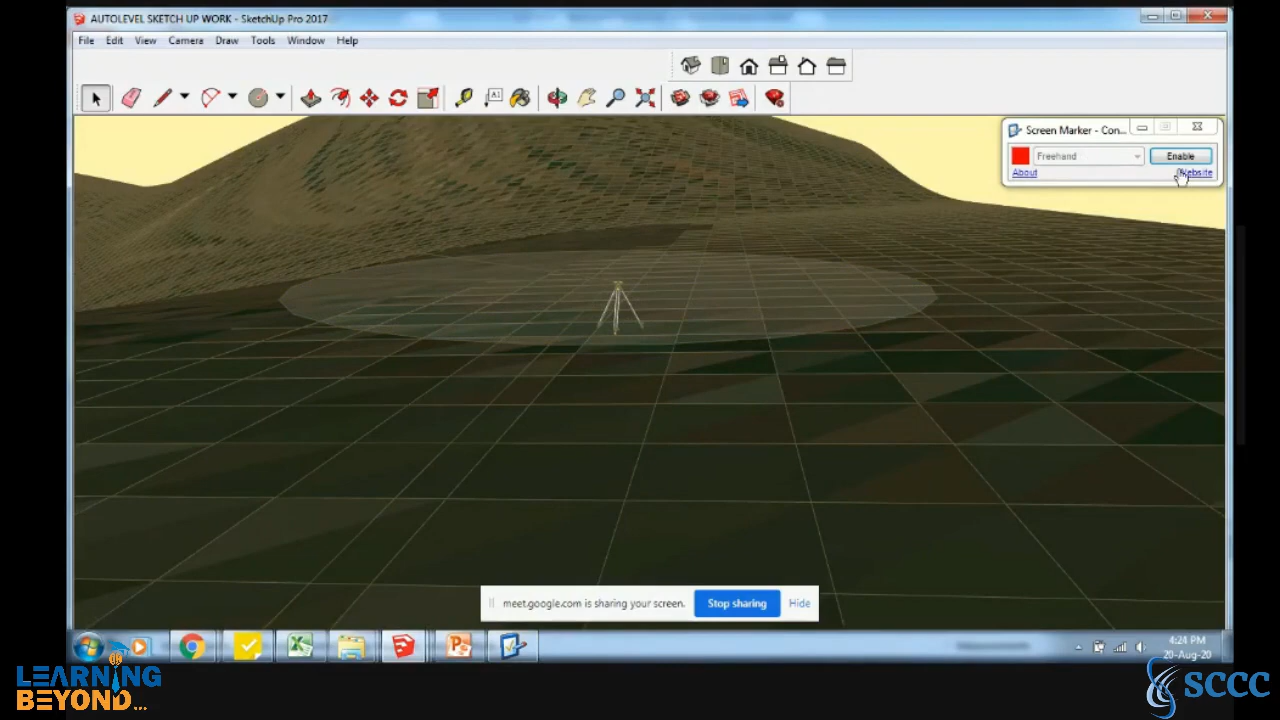 AUTOLEVEL SKETCH UP WORK - SketchUp Pro 2017
File Edit View Camera Draw Tools Window Help
A1
Screen Marker - Con...
Freehand
Enable
About
Website
meet.google.com is sharing your screen.
Stop sharing
Hide
4:24 PM
20-Aug-20
LEARNING
BEYOND...
SCCC